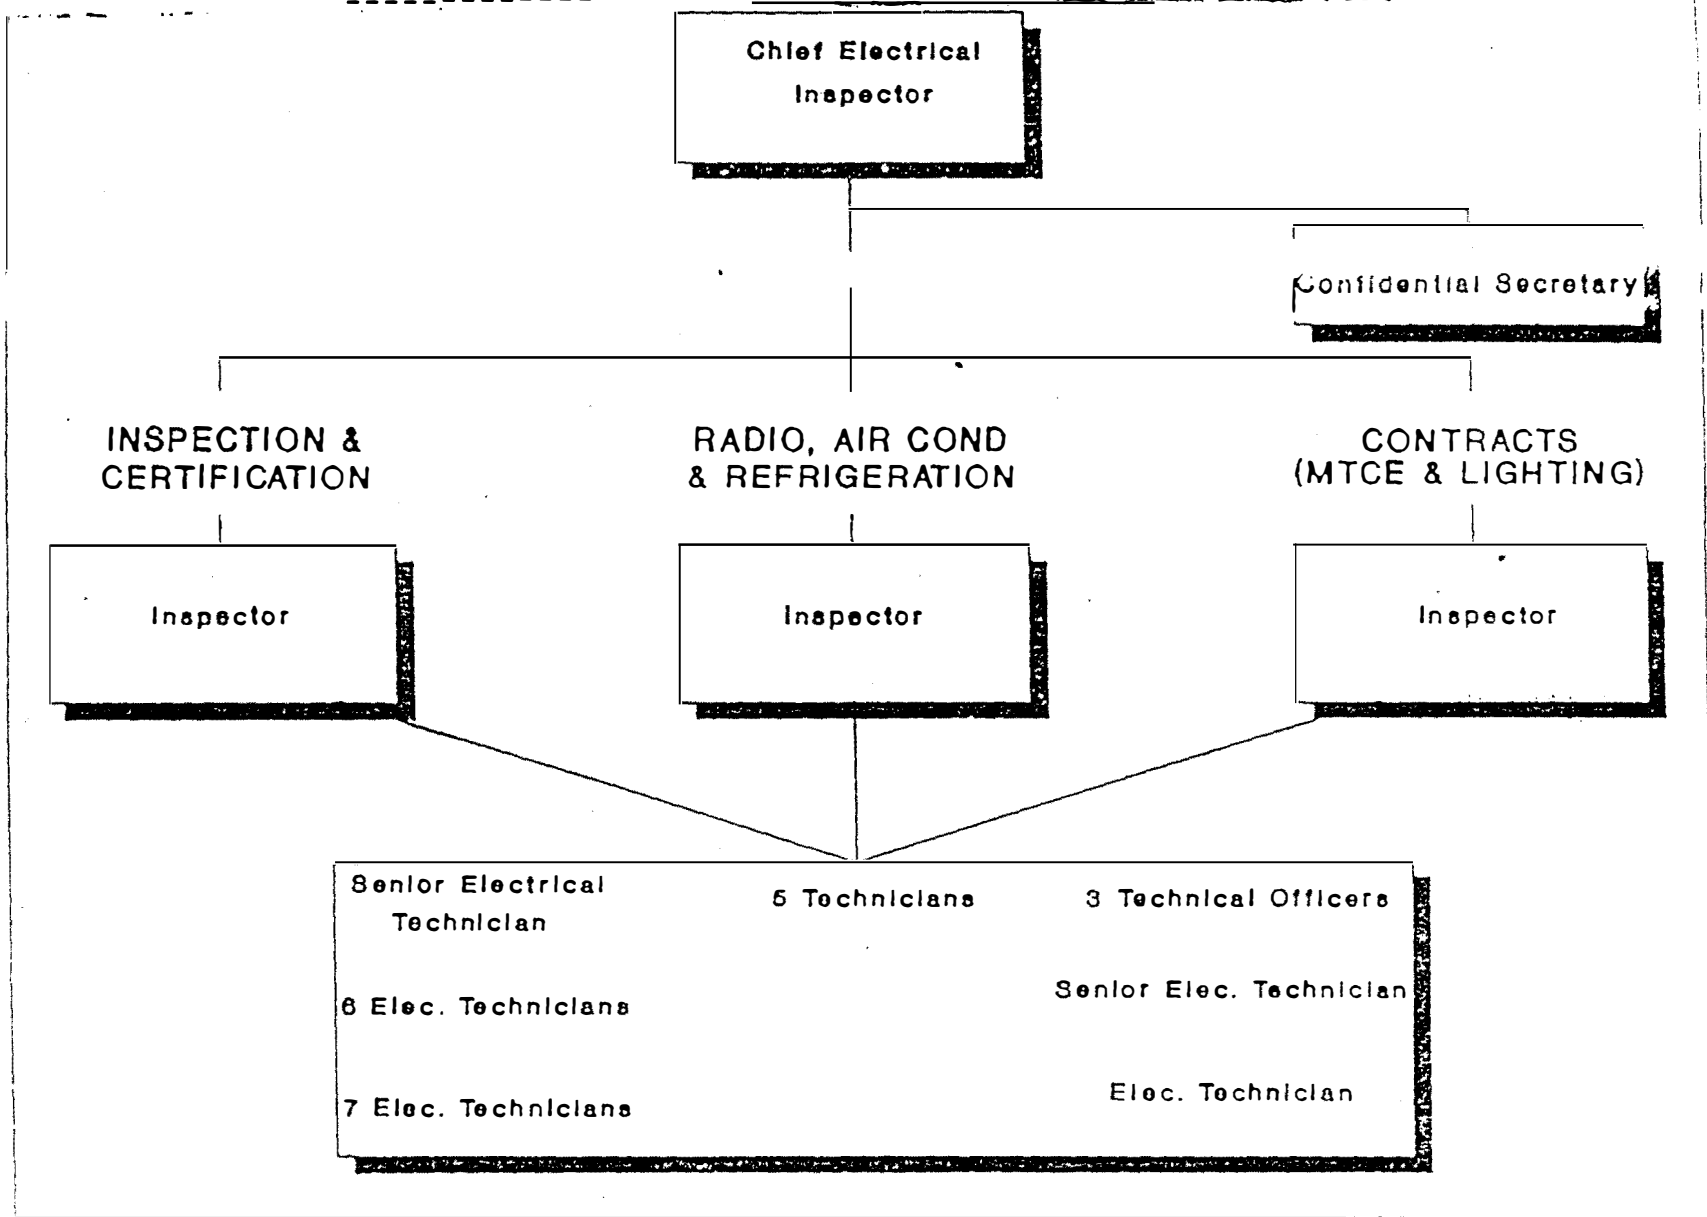 Chief Electrical
Inspector
Confidential Secretary
INSPECTION &
CERTIFICATION
RADIO, AIR COND
& REFRIGERATION
CONTRACTS
(MTCE & LIGHTING)
Inspector
Inspector
Inspector
Senior Electrical
Technician
6 Elec. Technicians
7 Elec. Technicians
5 Technicians
3 Technical Officers
Senior Elec. Technician
Elec. Technician